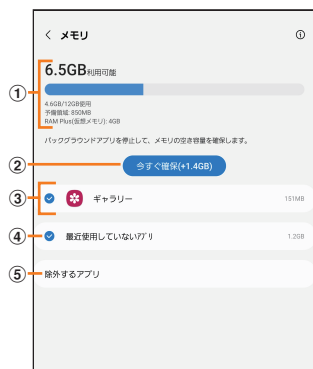 メモリ
6.5GB利用可能
①
4.6GB/12GB使用
予備領域: 850MB
RAM Plus(仮想メモリ): 4GB
バックグラウンドアプリを停止して、メモリの空き容量を確保します。
② 今すぐ確保(+1.4GB)
③ ギャラリー 151MB
④ 最近使用していないｱﾌﾟﾘ 1.2GB
⑤ 除外するアプリ